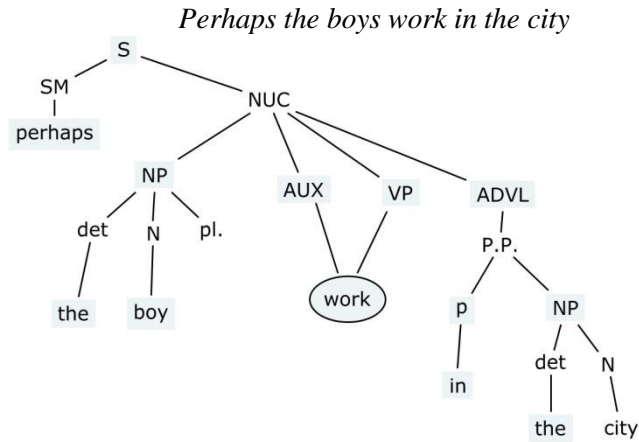 Perhaps the boys work in the city
S
SM
NUC
perhaps
NP
AUX
VP
ADVL
det
N
pl.
P.P.
the
boy
work
p
NP
in
det
N
the
city